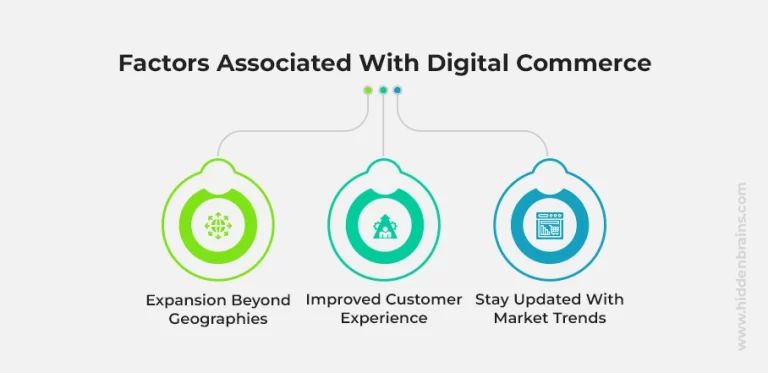 Factors Associated With Digital Commerce
Expansion Beyond
Geographies
Improved Customer
Experience
Stay Updated With
Market Trends
www.hiddenbrains.com